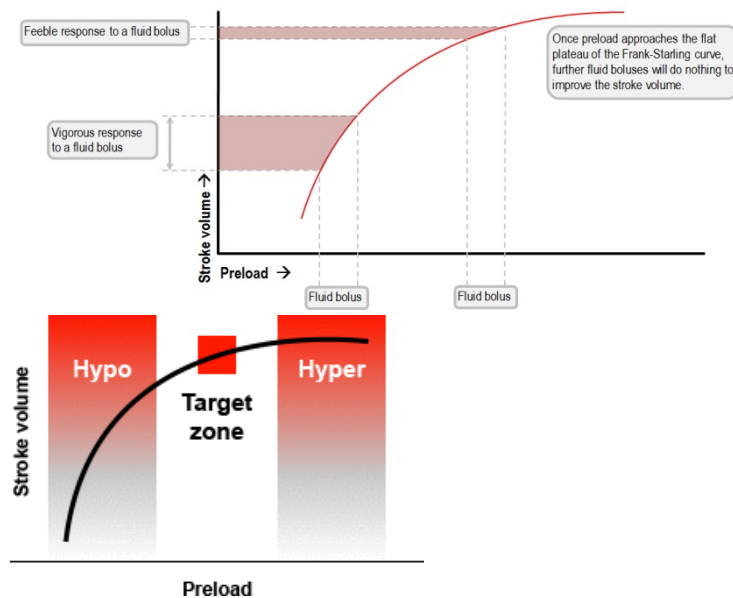 Feeble response to a fluid bolus
Once preload approaches the flat
plateau of the Frank-Starling curve,
further fluid boluses will do nothing to
improve the stroke volume.
Vigorous response
to a fluid bolus
Stroke volume →
Preload →
Fluid bolus
Fluid bolus
Hypo
Hyper
Target
zone
Stroke volume
Preload